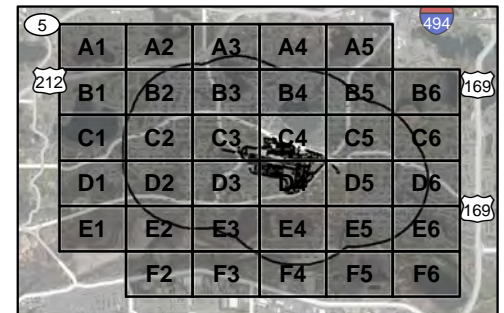 5
494
A1 A2 A3 A4 A5
212
B1 B2 B3 B4 B5 B6
169
C1 C2 C3 C4 C5 C6
D1 D2 D3 D4 D5 D6
169
E1 E2 E3 E4 E5 E6
F2 F3 F4 F5 F6